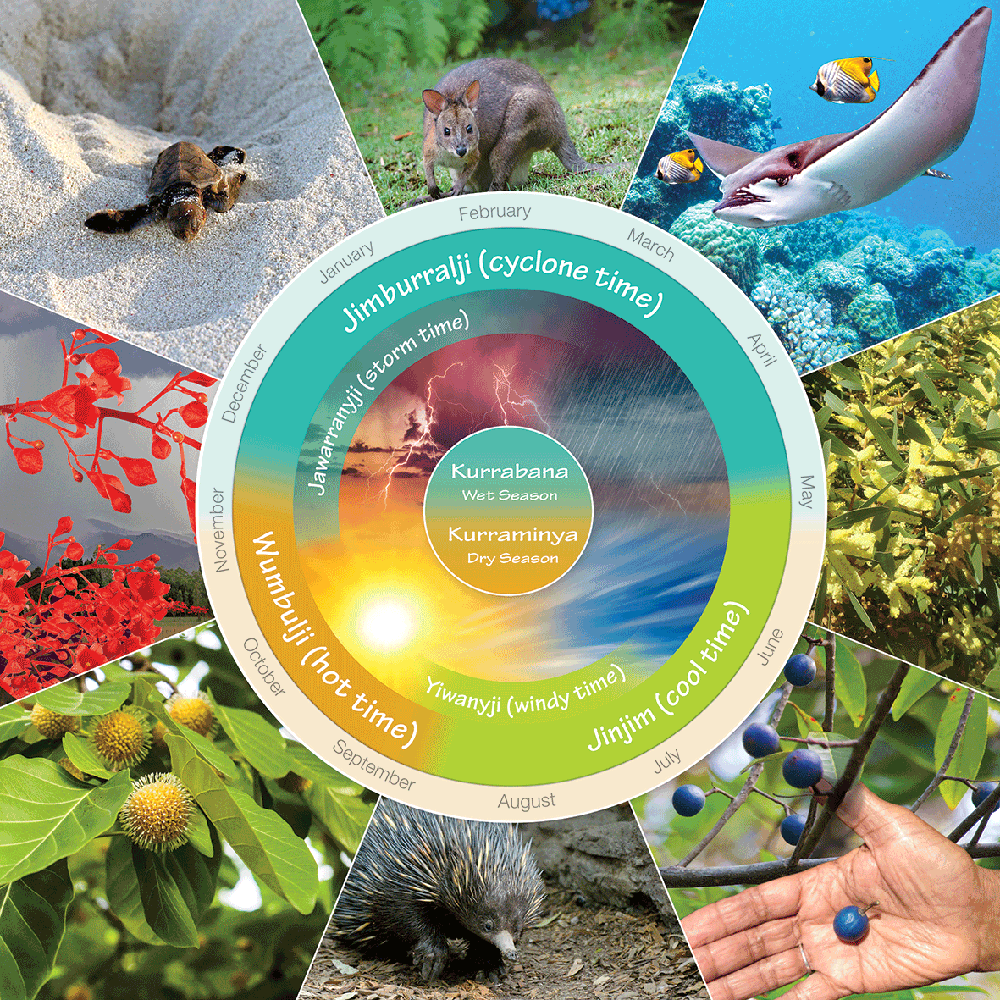 January
February
March
April
May
June
July
August
September
October
November
December
Jimburralji (cyclone time)
Jawarranyji (storm time)
Kurrabana
Wet Season
Kurraminya
Dry Season
Wumbulji (hot time)
Yiwanyji (windy time)
Jinjim (cool time)